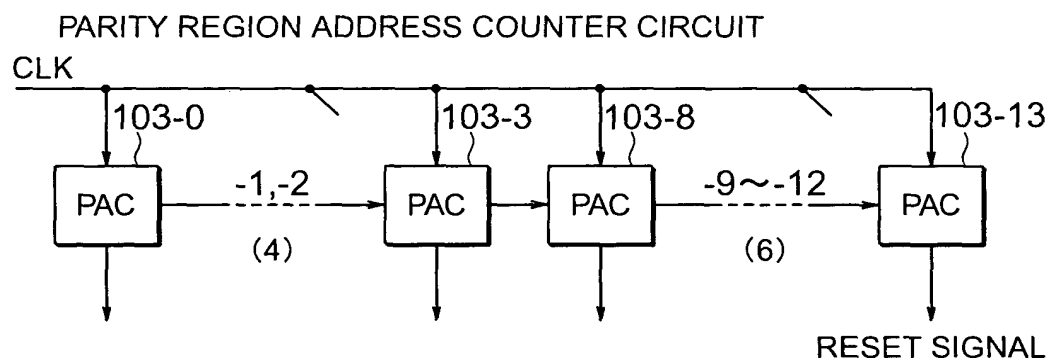 PARITY REGION ADDRESS COUNTER CIRCUIT
CLK
103-0 103-3 103-8 103-13
PAC -1,-2 PAC PAC -9～-12 PAC
(4) (6)
RESET SIGNAL